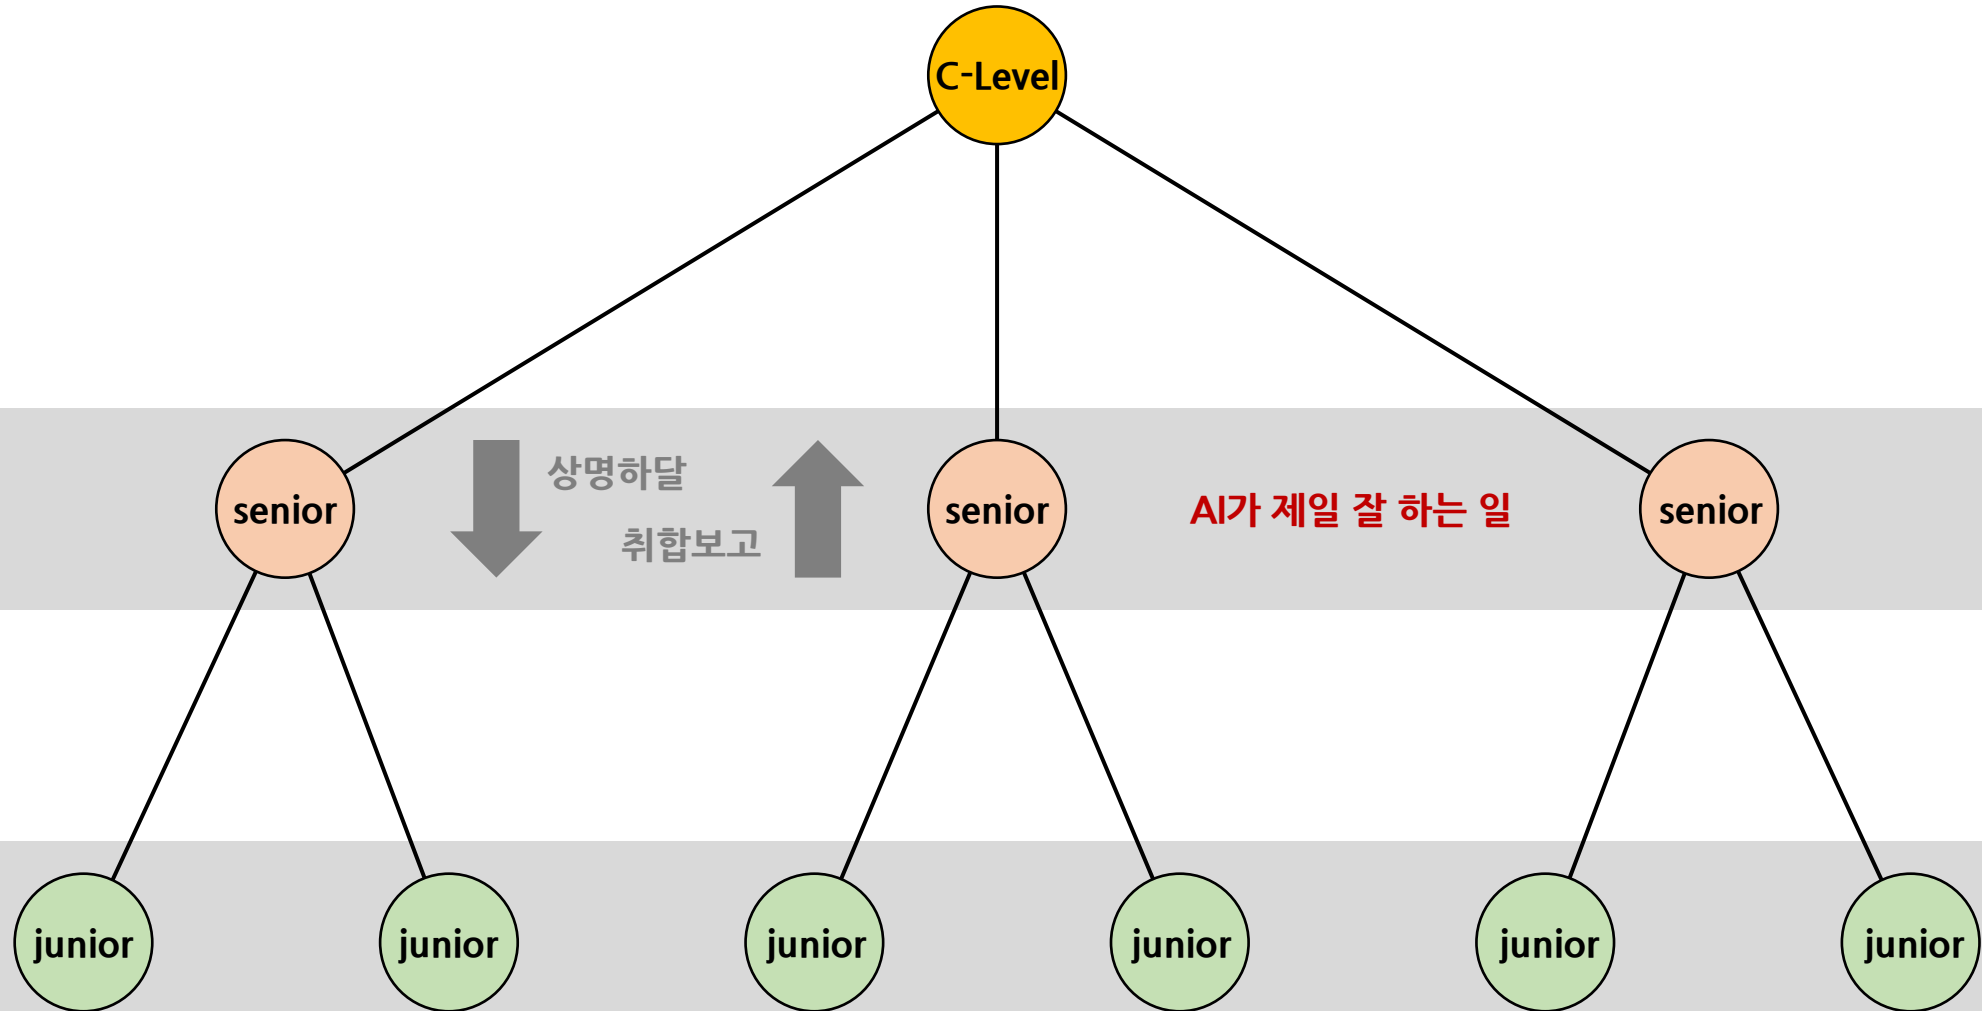 C-Level
상명하달
취합보고
senior
senior
AI가 제일 잘 하는 일
senior
junior
junior
junior
junior
junior
junior